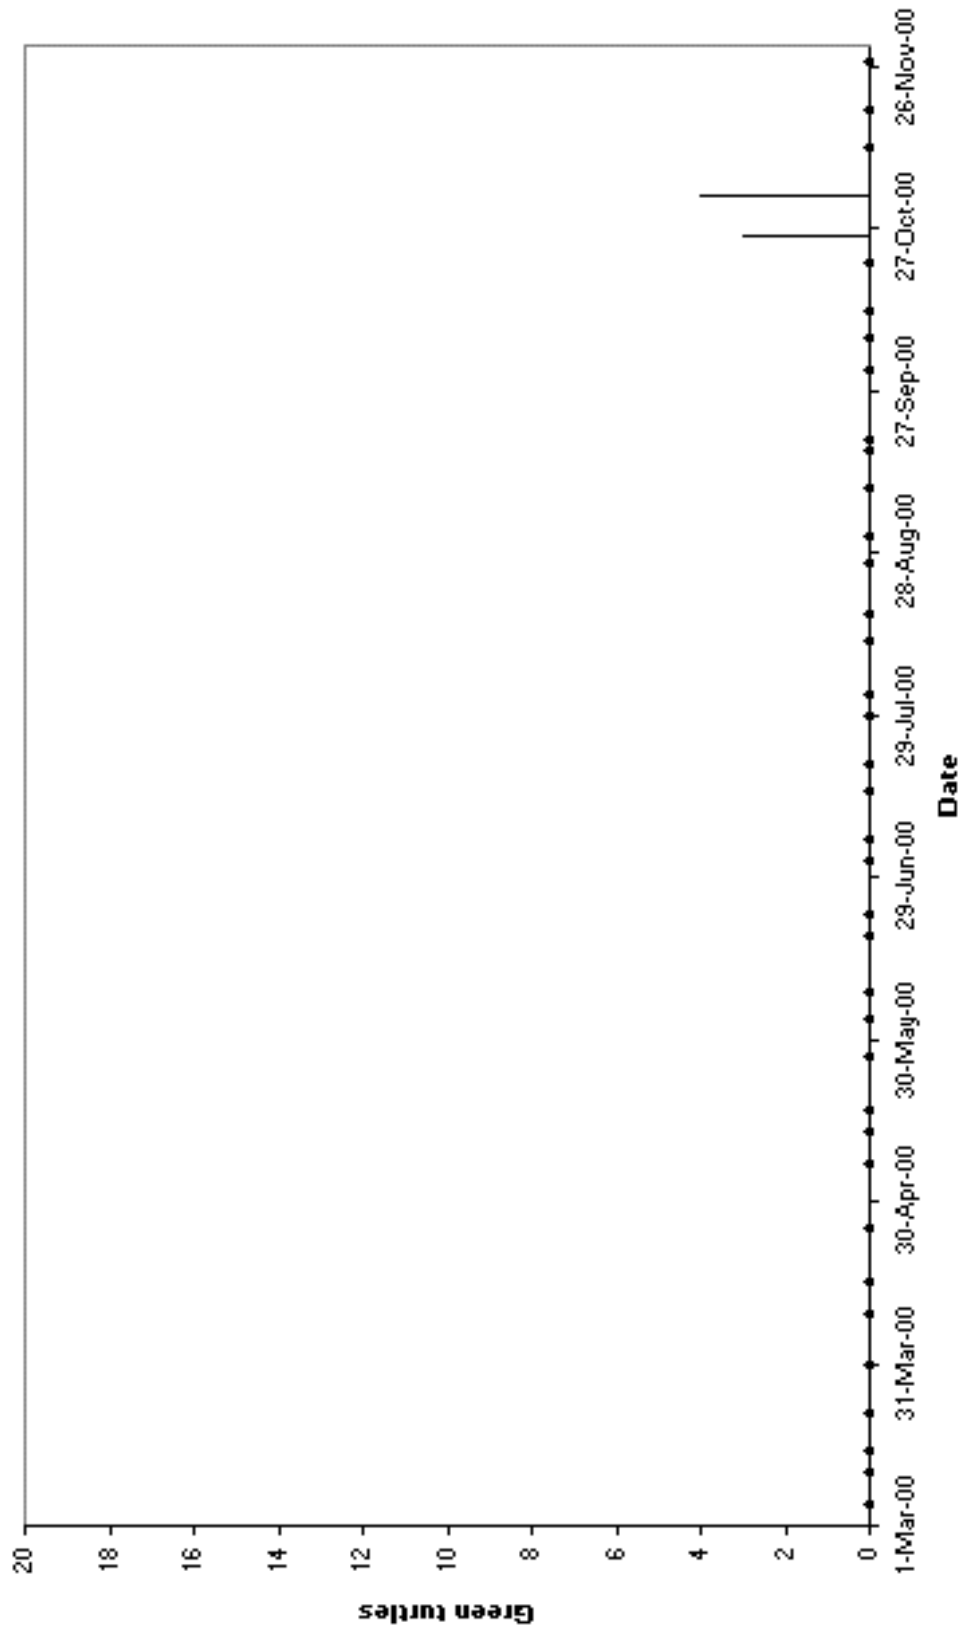 Green turtles
20
18
16
14
12
10
8
6
4
2
0
1-Mar-00
31-Mar-00
30-Apr-00
30-May-00
29-Jun-00
29-Jul-00
28-Aug-00
27-Sep-00
27-Oct-00
26-Nov-00
Date